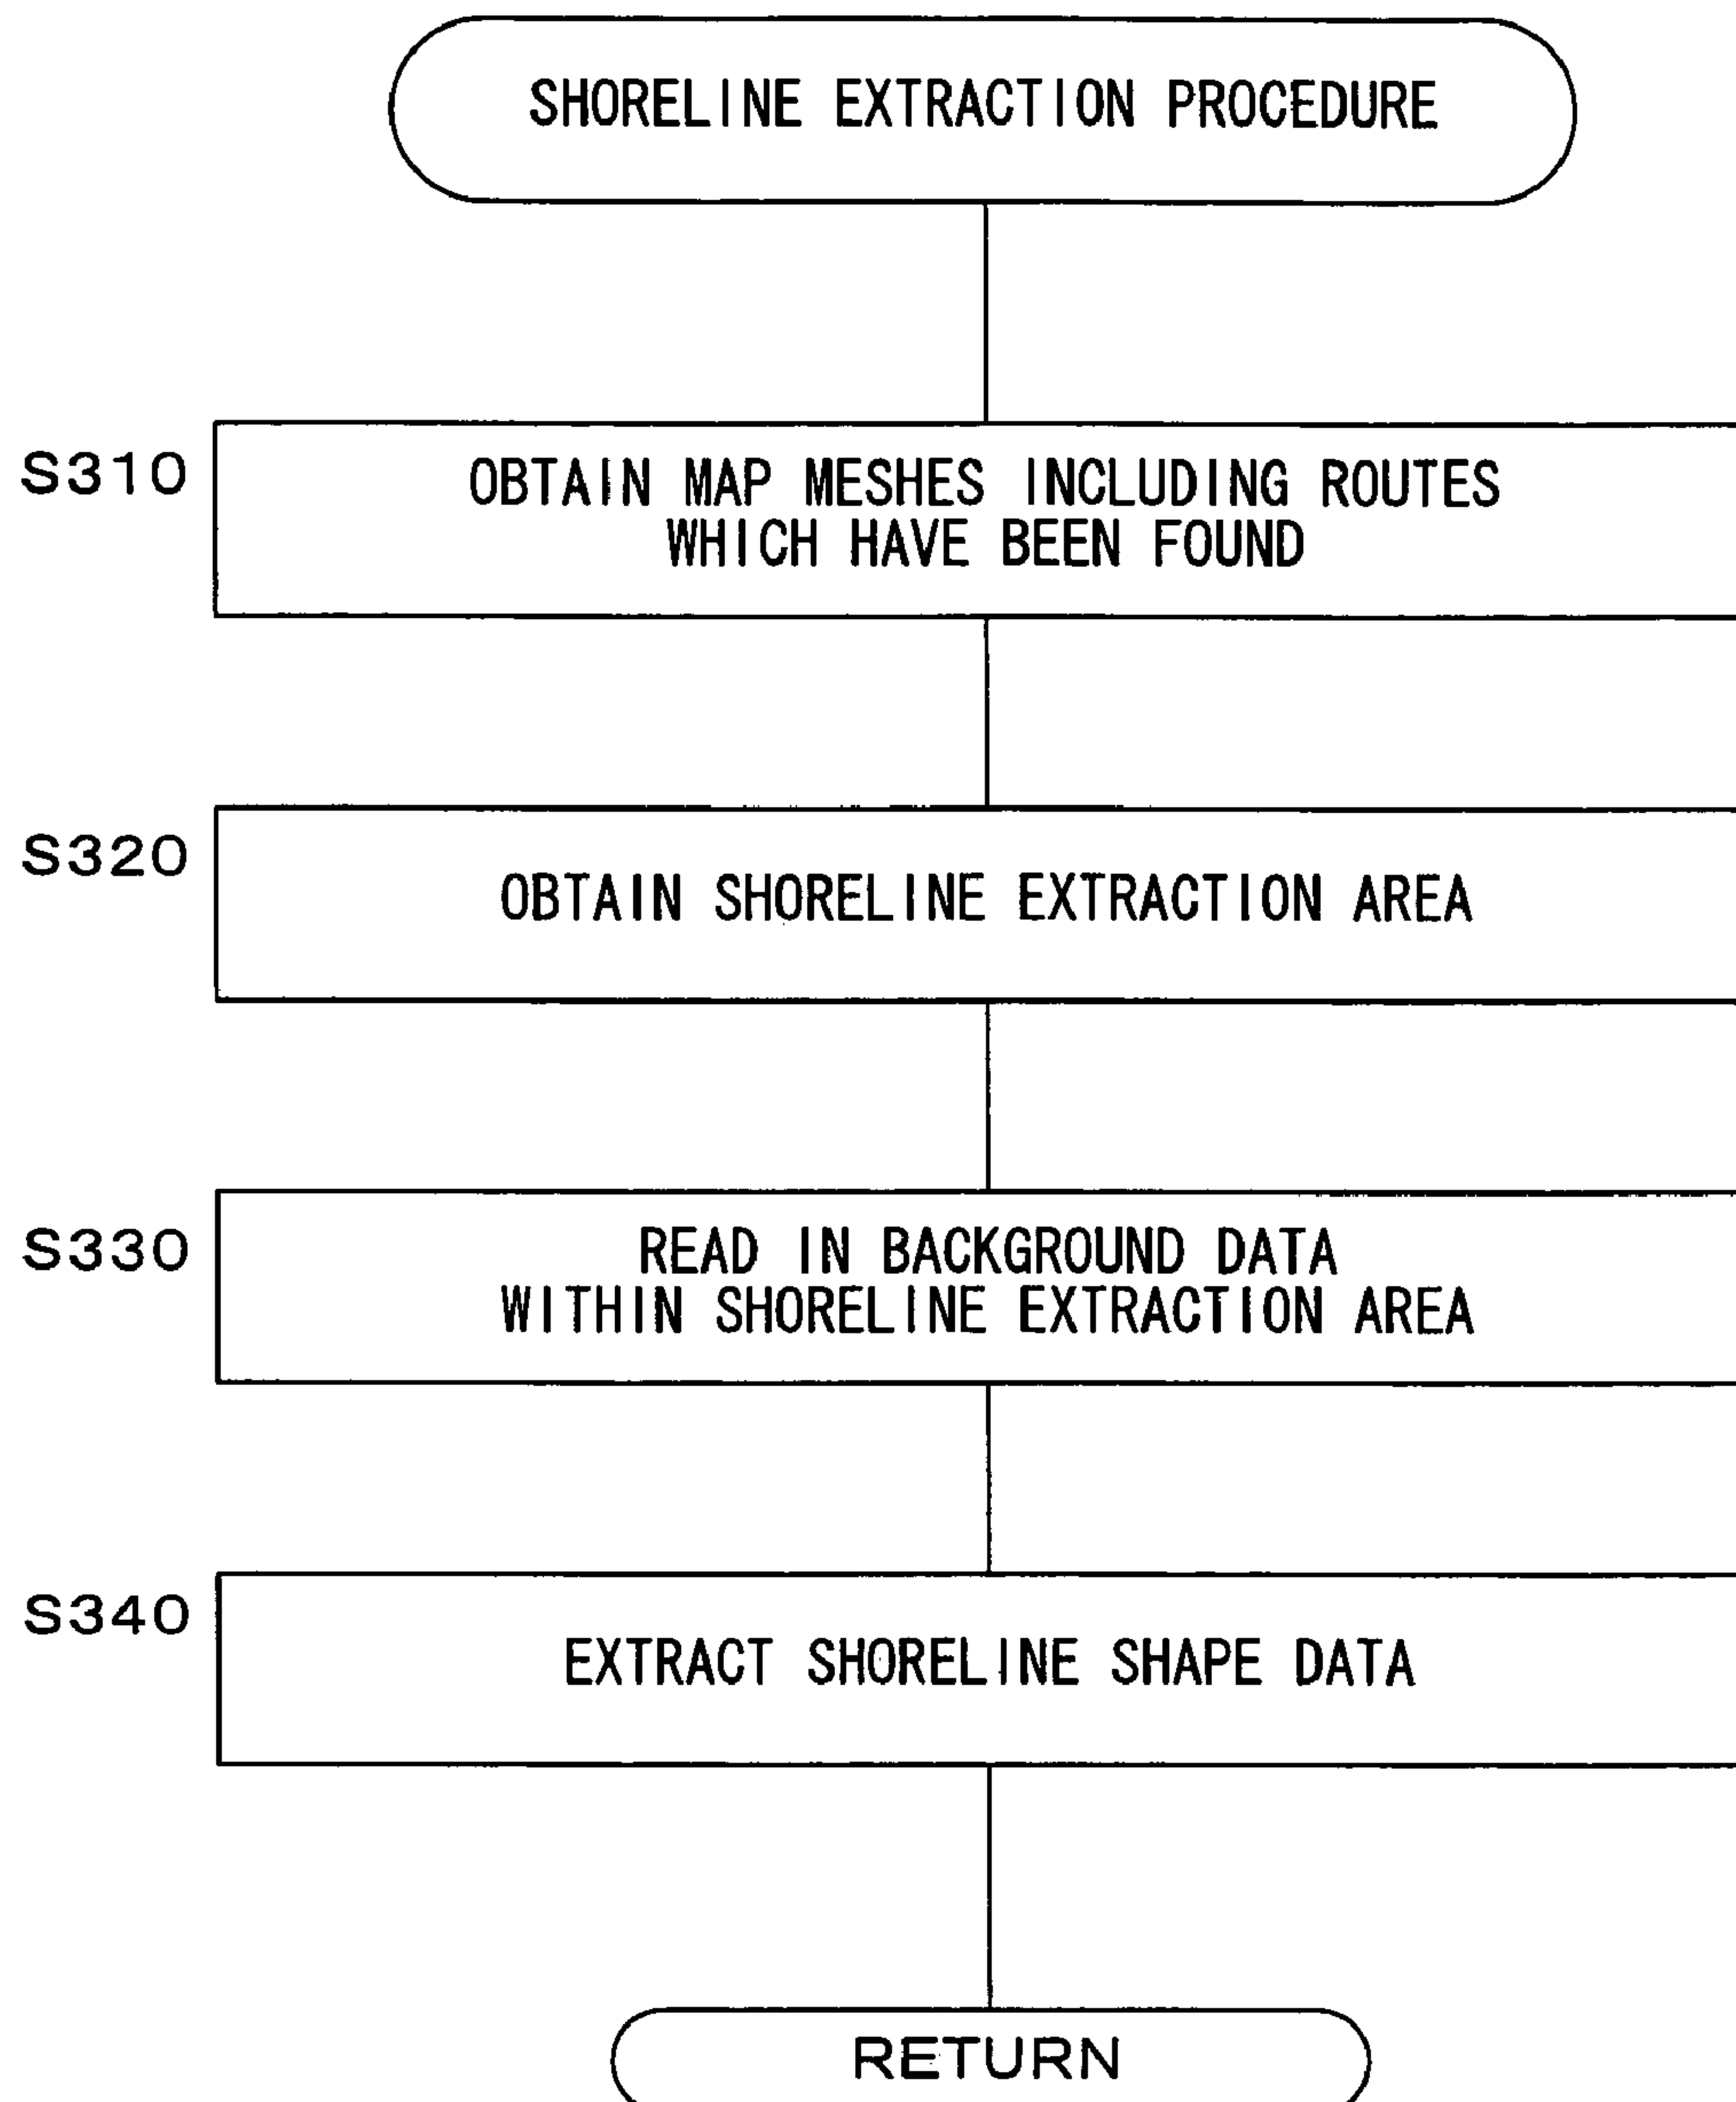 SHORELINE EXTRACTION PROCEDURE
S310
OBTAIN MAP MESHES INCLUDING ROUTES
WHICH HAVE BEEN FOUND
S320
OBTAIN SHORELINE EXTRACTION AREA
S330
READ IN BACKGROUND DATA
WITHIN SHORELINE EXTRACTION AREA
S340
EXTRACT SHORELINE SHAPE DATA
RETURN